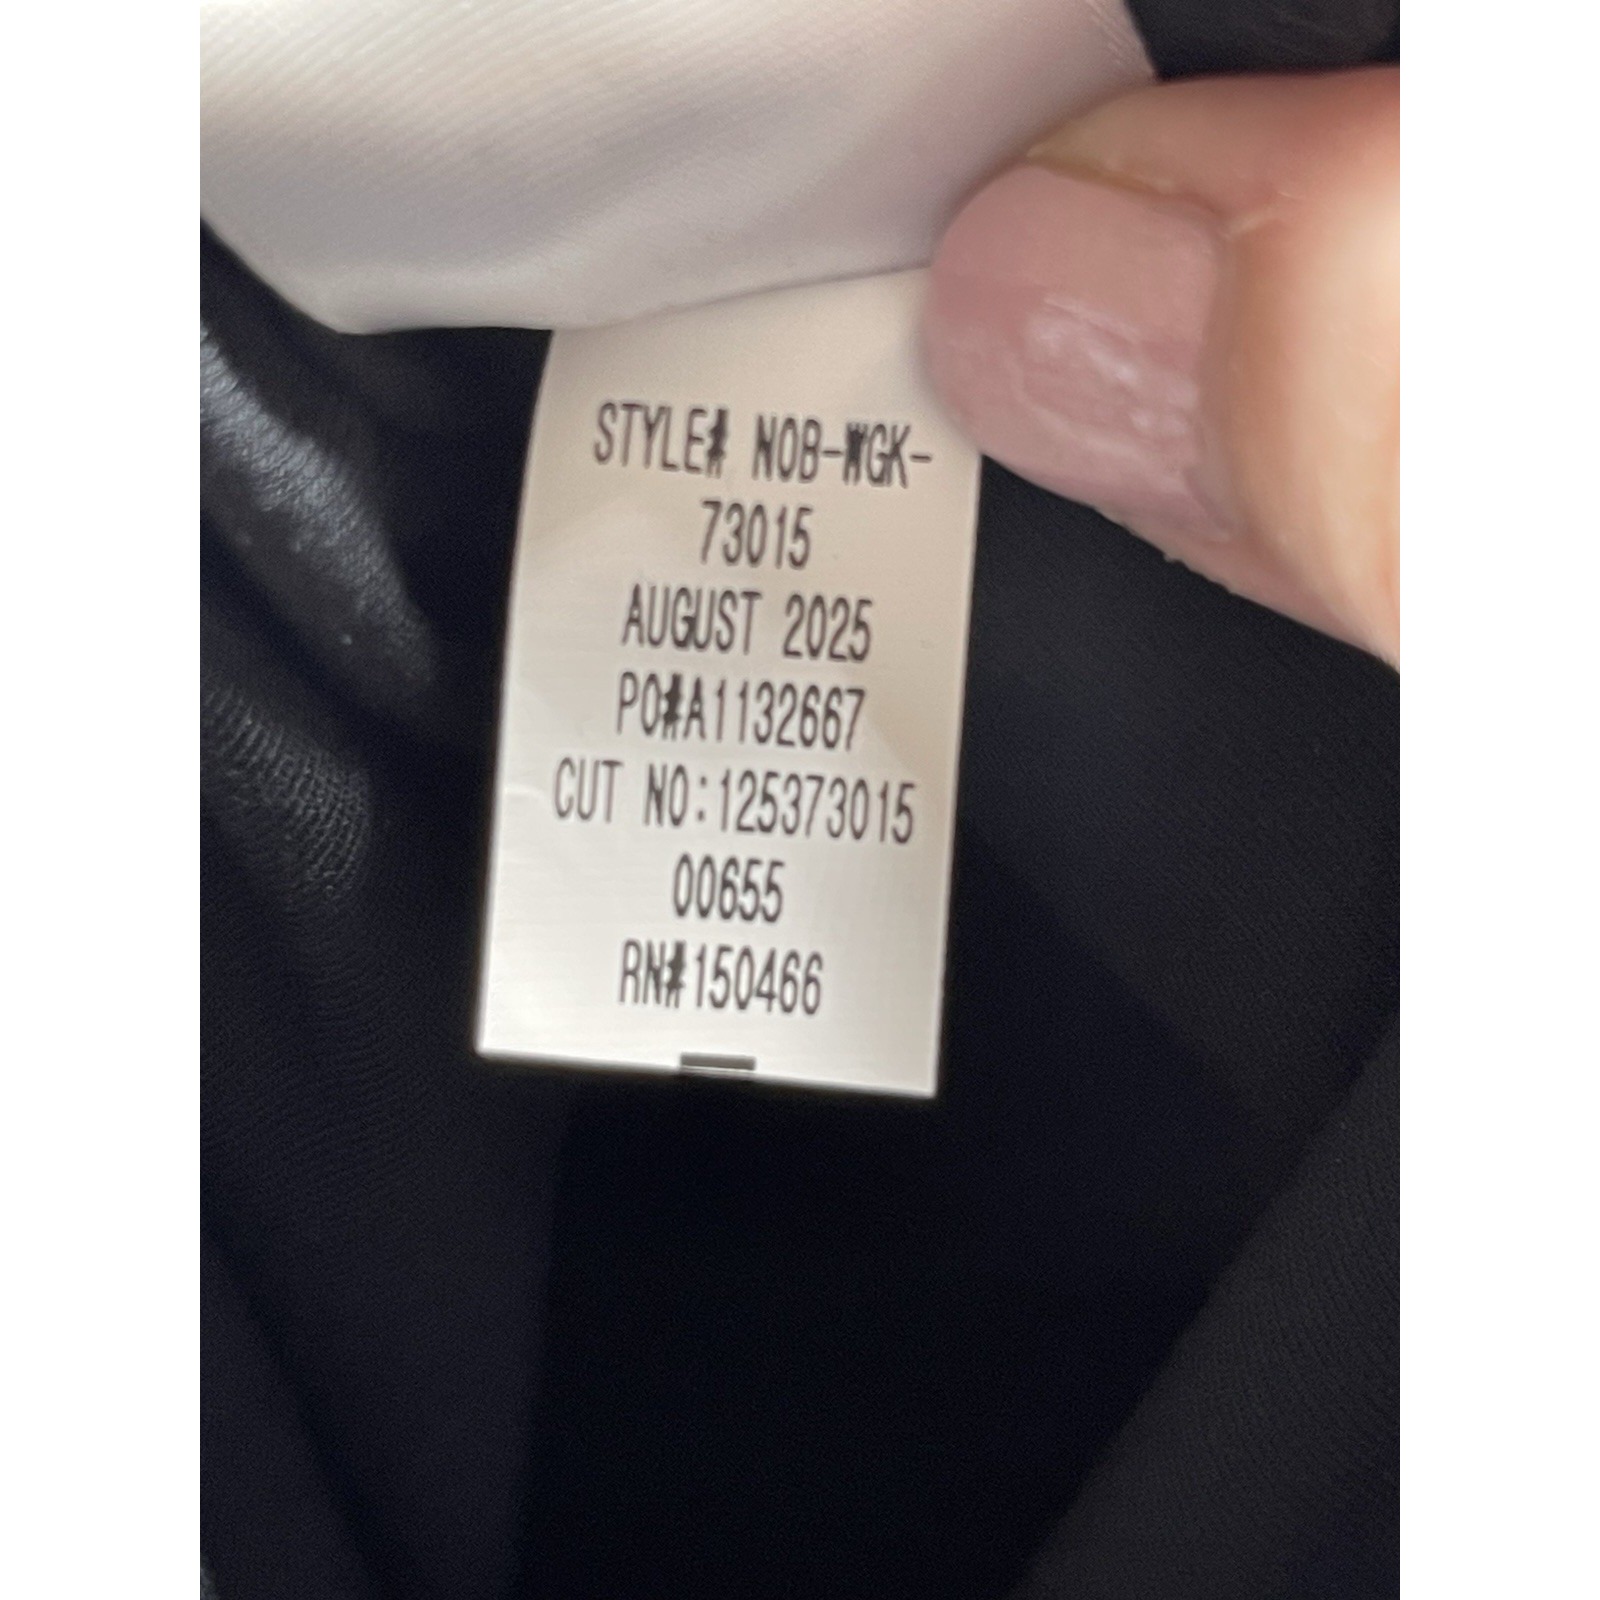 STYLE# NOB-WGK-
73015
AUGUST 2025
PO#A1132667
CUT NO:125373015
00655
RN#150466